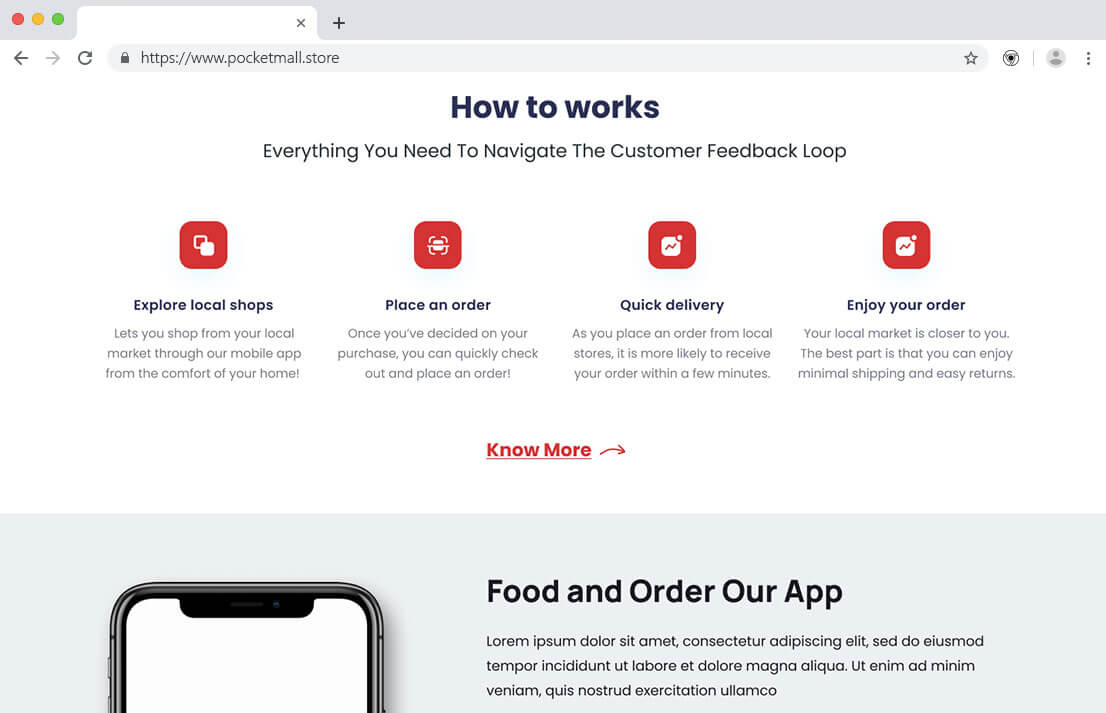 https://www.pocketmall.store
How to works
Everything You Need To Navigate The Customer Feedback Loop
Explore local shops
Lets you shop from your local
market through our mobile app
from the comfort of your home!
Place an order
Once you’ve decided on your
purchase, you can quickly check
out and place an order!
Quick delivery
As you place an order from local
stores, it is more likely to receive
your order within a few minutes.
Enjoy your order
Your local market is closer to you.
The best part is that you can enjoy
minimal shipping and easy returns.
Know More
Food and Order Our App
Lorem ipsum dolor sit amet, consectetur adipiscing elit, sed do eiusmod
tempor incididunt ut labore et dolore magna aliqua. Ut enim ad minim
veniam, quis nostrud exercitation ullamco